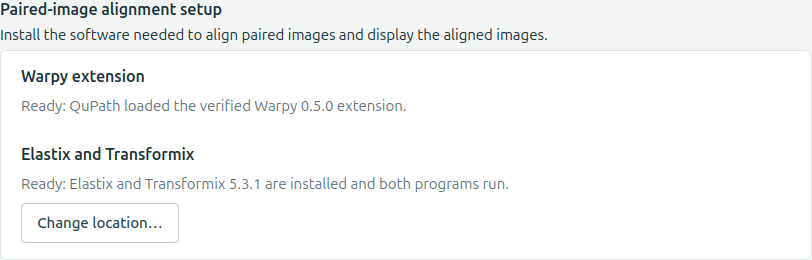 Paired-image alignment setup
Install the software needed to align paired images and display the aligned images.
Warpy extension
Ready: QuPath loaded the verified Warpy 0.5.0 extension.
Elastix and Transformix
Ready: Elastix and Transformix 5.3.1 are installed and both programs run.
Change location…